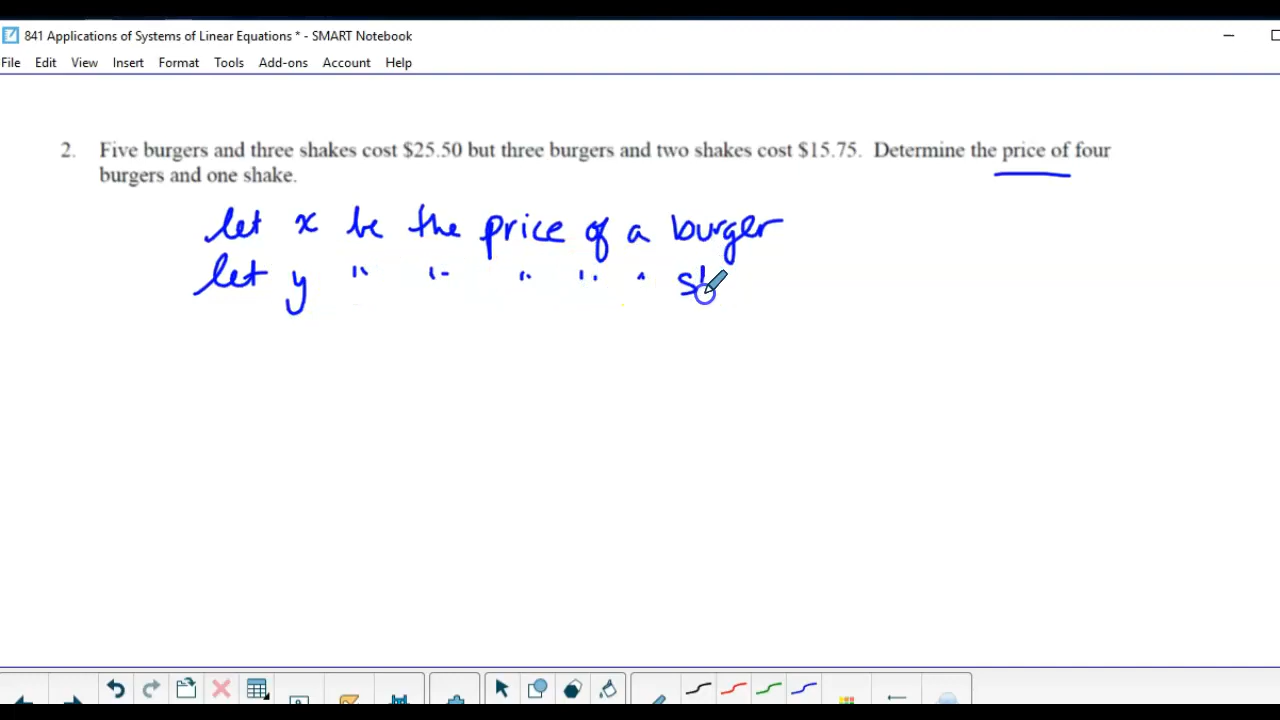 841 Applications of Systems of Linear Equations * - SMART Notebook
File Edit View Insert Format Tools Add-ons Account Help
2. Five burgers and three shakes cost $25.50 but three burgers and two shakes cost $15.75. Determine the price of four
burgers and one shake.
let x be the price of a burger
let y " " " " " sh